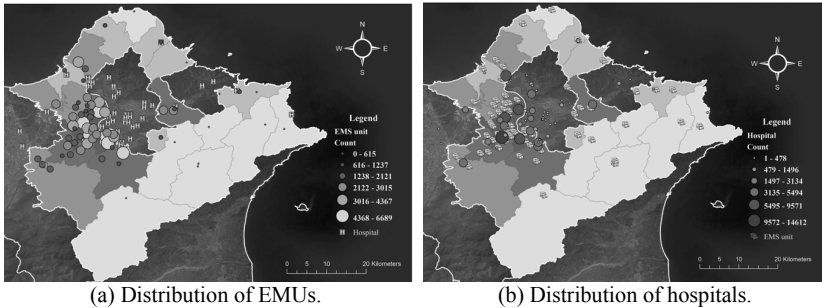 N
W E
S
Legend
EMS unit
Count
0 - 615
616 - 1237
1238 - 2121
2122 - 3015
3016 - 4367
4368 - 6689
H Hospital
0 5 10 20 Kilometers
(a) Distribution of EMUs.
N
W E
S
Legend
Hospital
Count
1 - 478
479 - 1496
1497 - 3134
3135 - 5494
5495 - 9571
9572 - 14612
EMS unit
0 5 10 20 Kilometers
(b) Distribution of hospitals.